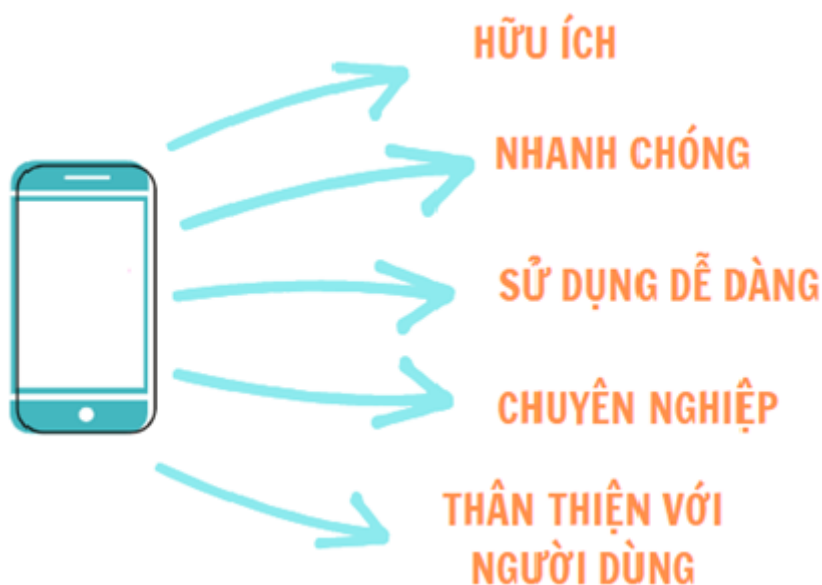 HỮU ÍCH
NHANH CHÓNG
SỬ DỤNG DỄ DÀNG
CHUYÊN NGHIỆP
THÂN THIỆN VỚI
NGƯỜI DÙNG